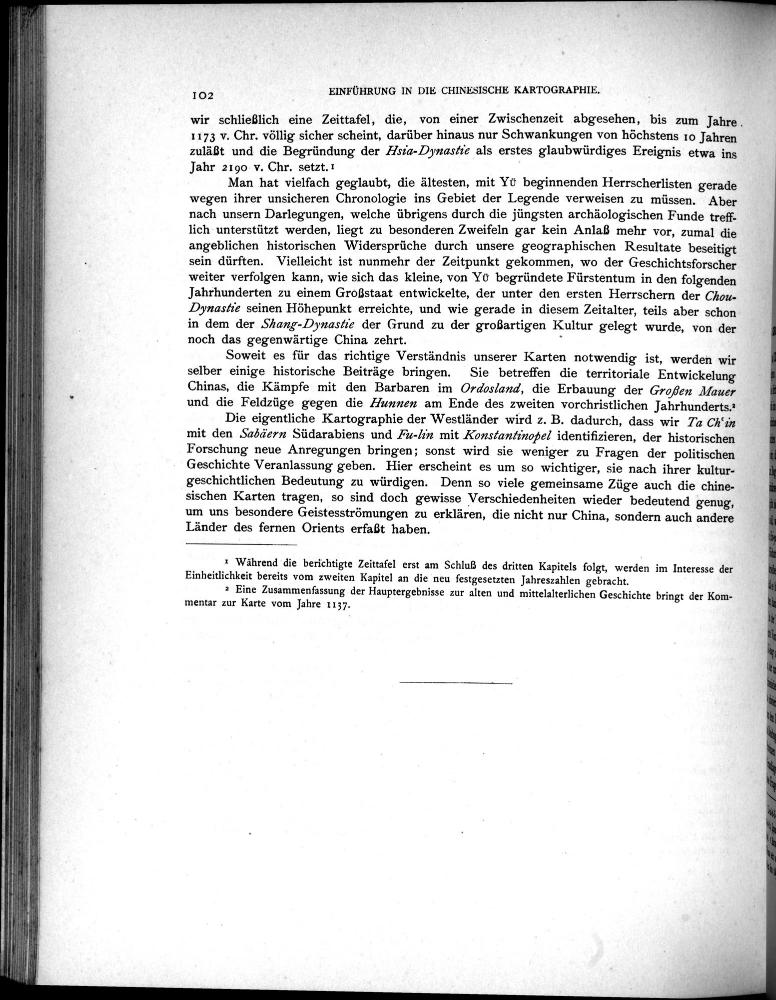 102
EINFÜHRUNG IN DIE CHINESISCHE KARTOGRAPHIE.
wir schließlich eine Zeittafel, die, von einer Zwischenzeit abgesehen, bis zum Jahre
1173 v. Chr. völlig sicher scheint, darüber hinaus nur Schwankungen von höchstens 10 Jahren
zuläßt und die Begründung der Hsia-Dynastie als erstes glaubwürdiges Ereignis etwa ins
Jahr 2190 v. Chr. setzt.¹
Man hat vielfach geglaubt, die ältesten, mit Yü beginnenden Herrscherlisten gerade
wegen ihrer unsicheren Chronologie ins Gebiet der Legende verweisen zu müssen. Aber
nach unsern Darlegungen, welche übrigens durch die jüngsten archäologischen Funde treff-
lich unterstützt werden, liegt zu besonderen Zweifeln gar kein Anlaß mehr vor, zumal die
angeblichen historischen Widersprüche durch unsere geographischen Resultate beseitigt
sein dürften. Vielleicht ist nunmehr der Zeitpunkt gekommen, wo der Geschichtsforscher
weiter verfolgen kann, wie sich das kleine, von Yü begründete Fürstentum in den folgenden
Jahrhunderten zu einem Großstaat entwickelte, der unter den ersten Herrschern der Chou-
Dynastie seinen Höhepunkt erreichte, und wie gerade in diesem Zeitalter, teils aber schon
in dem der Shang-Dynastie der Grund zu der großartigen Kultur gelegt wurde, von der
noch das gegenwärtige China zehrt.
Soweit es für das richtige Verständnis unserer Karten notwendig ist, werden wir
selber einige historische Beiträge bringen. Sie betreffen die territoriale Entwickelung
Chinas, die Kämpfe mit den Barbaren im Ordosland, die Erbauung der Großen Mauer
und die Feldzüge gegen die Hunnen am Ende des zweiten vorchristlichen Jahrhunderts.²
Die eigentliche Kartographie der Westländer wird z. B. dadurch, dass wir Ta Ch‘in
mit den Sabäern Südarabiens und Fu-lin mit Konstantinopel identifizieren, der historischen
Forschung neue Anregungen bringen; sonst wird sie weniger zu Fragen der politischen
Geschichte Veranlassung geben. Hier erscheint es um so wichtiger, sie nach ihrer kultur-
geschichtlichen Bedeutung zu würdigen. Denn so viele gemeinsame Züge auch die chine-
sischen Karten tragen, so sind doch gewisse Verschiedenheiten wieder bedeutend genug,
um uns besondere Geistesströmungen zu erklären, die nicht nur China, sondern auch andere
Länder des fernen Orients erfaßt haben.
¹ Während die berichtigte Zeittafel erst am Schluß des dritten Kapitels folgt, werden im Interesse der
Einheitlichkeit bereits vom zweiten Kapitel an die neu festgesetzten Jahreszahlen gebracht.
² Eine Zusammenfassung der Hauptergebnisse zur alten und mittelalterlichen Geschichte bringt der Kom-
mentar zur Karte vom Jahre 1137.